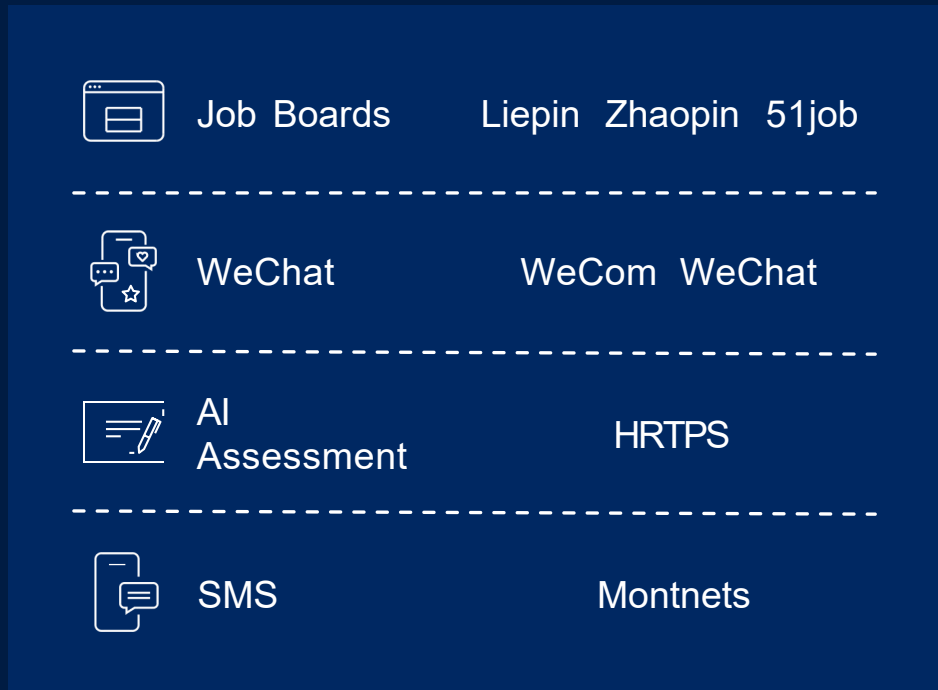 Job Boards Liepin Zhaopin 51job
WeChat WeCom WeChat
AI
Assessment
HRTPS
SMS Montnets